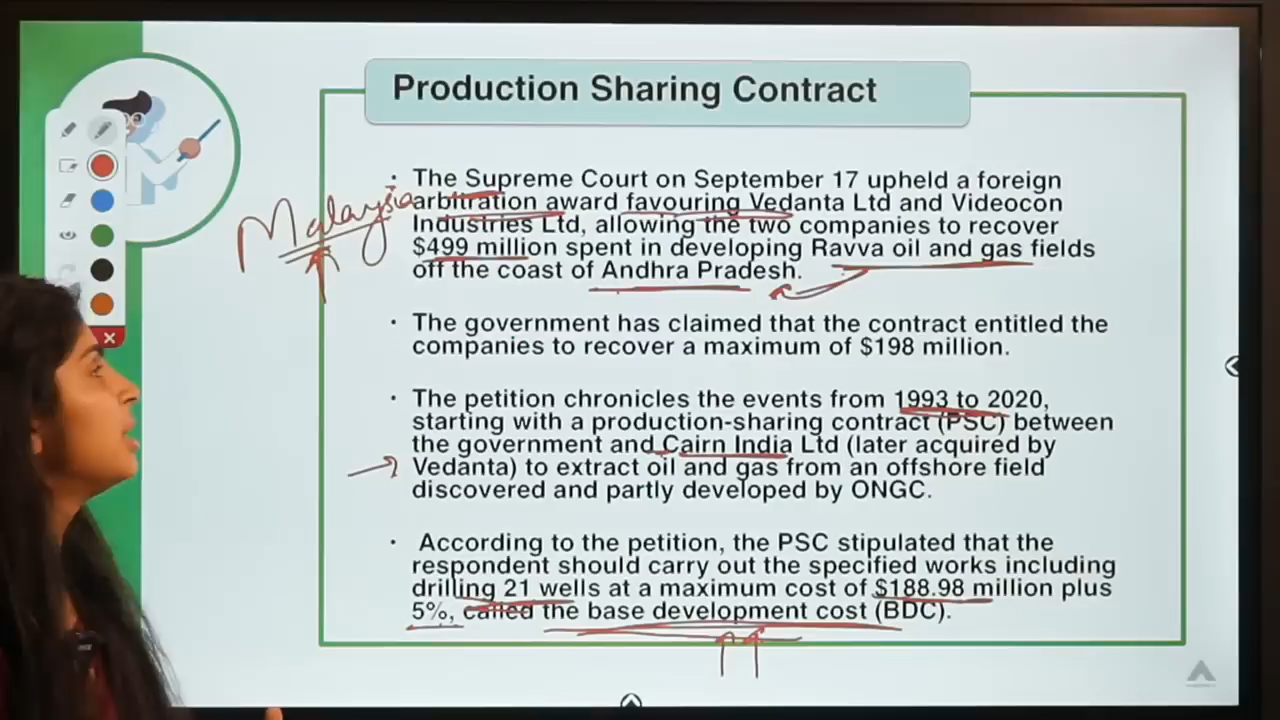 Production Sharing Contract
Malaysia
· The Supreme Court on September 17 upheld a foreign
arbitration award favouring Vedanta Ltd and Videocon
Industries Ltd, allowing the two companies to recover
$499 million spent in developing Ravva oil and gas fields
off the coast of Andhra Pradesh.
· The government has claimed that the contract entitled the
companies to recover a maximum of $198 million.
· The petition chronicles the events from 1993 to 2020,
starting with a production-sharing contract (PSC) between
the government and Cairn India Ltd (later acquired by
Vedanta) to extract oil and gas from an offshore field
discovered and partly developed by ONGC.
· According to the petition, the PSC stipulated that the
respondent should carry out the specified works including
drilling 21 wells at a maximum cost of $188.98 million plus
5%, called the base development cost (BDC).